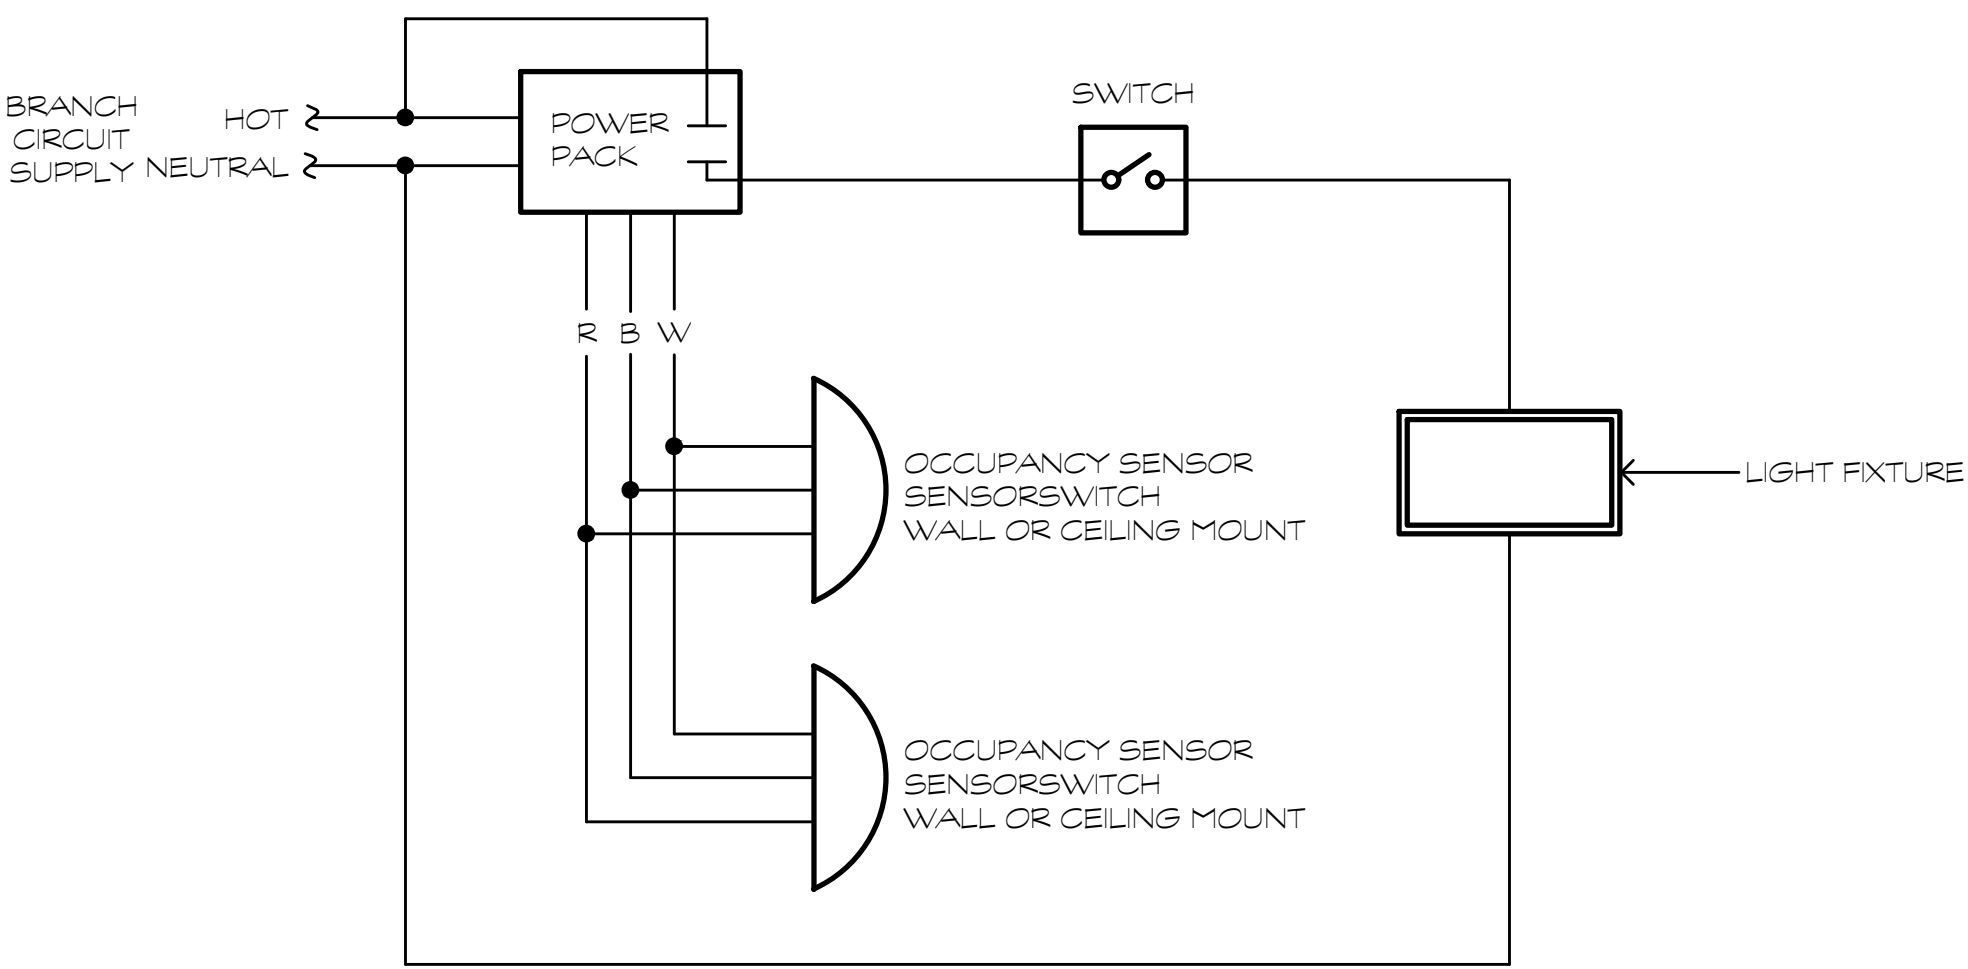 BRANCH
CIRCUIT
SUPPLY
HOT
NEUTRAL
POWER
PACK
SWITCH
R B W
OCCUPANCY SENSOR
SENSORSWITCH
WALL OR CEILING MOUNT
LIGHT FIXTURE
OCCUPANCY SENSOR
SENSORSWITCH
WALL OR CEILING MOUNT